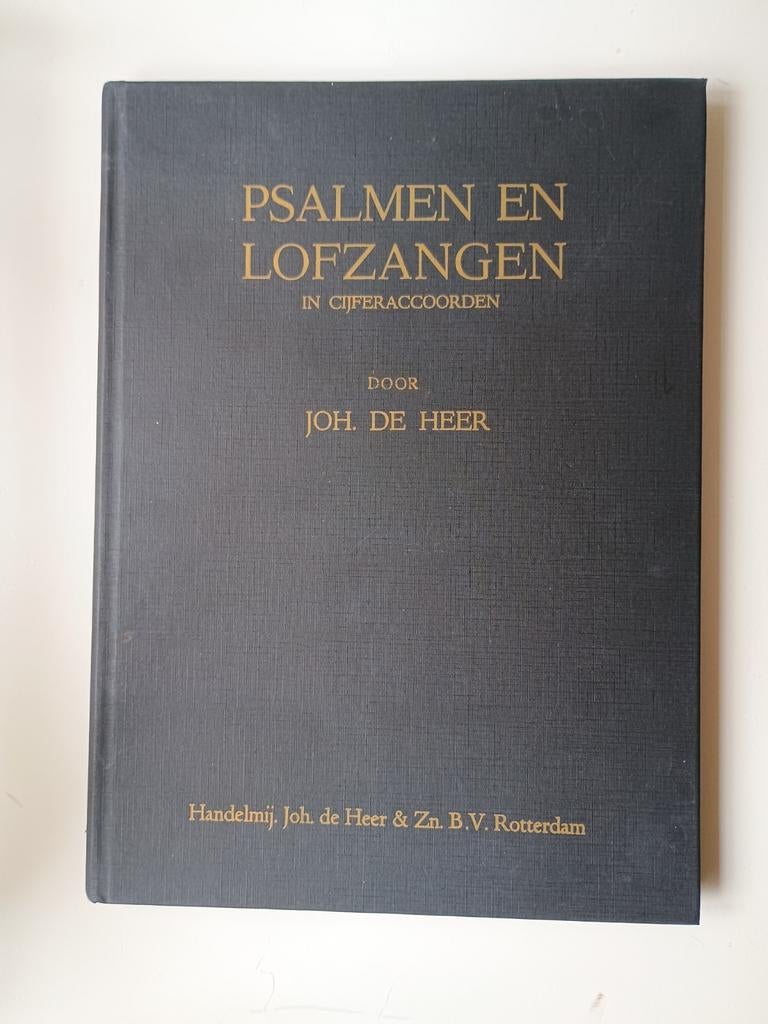 PSALMEN EN
LOFZANGEN
IN CIJFERACCOORDEN
DOOR
JOH. DE HEER
Handelmij. Joh. de Heer & Zn. B.V. Rotterdam